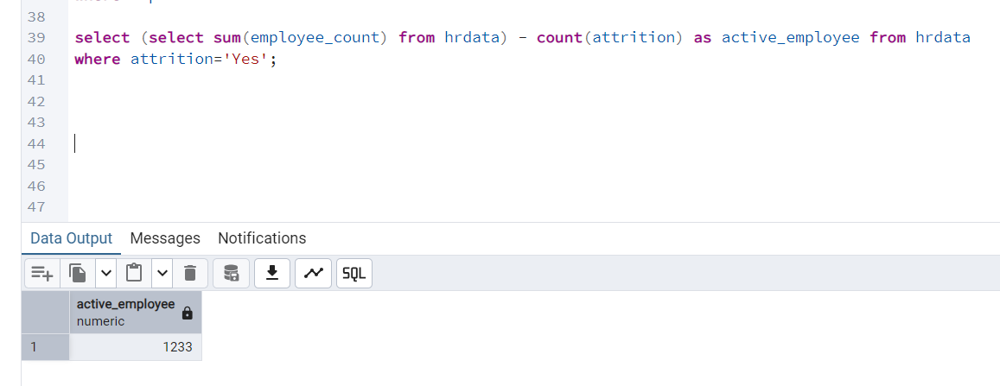 38
39 select (select sum(employee_count) from hrdata) - count(attrition) as active_employee from hrdata
40 where attrition='Yes';
41
42
43
44
45
46
47
Data Output Messages Notifications
SQL
active_employee
numeric
1 1233